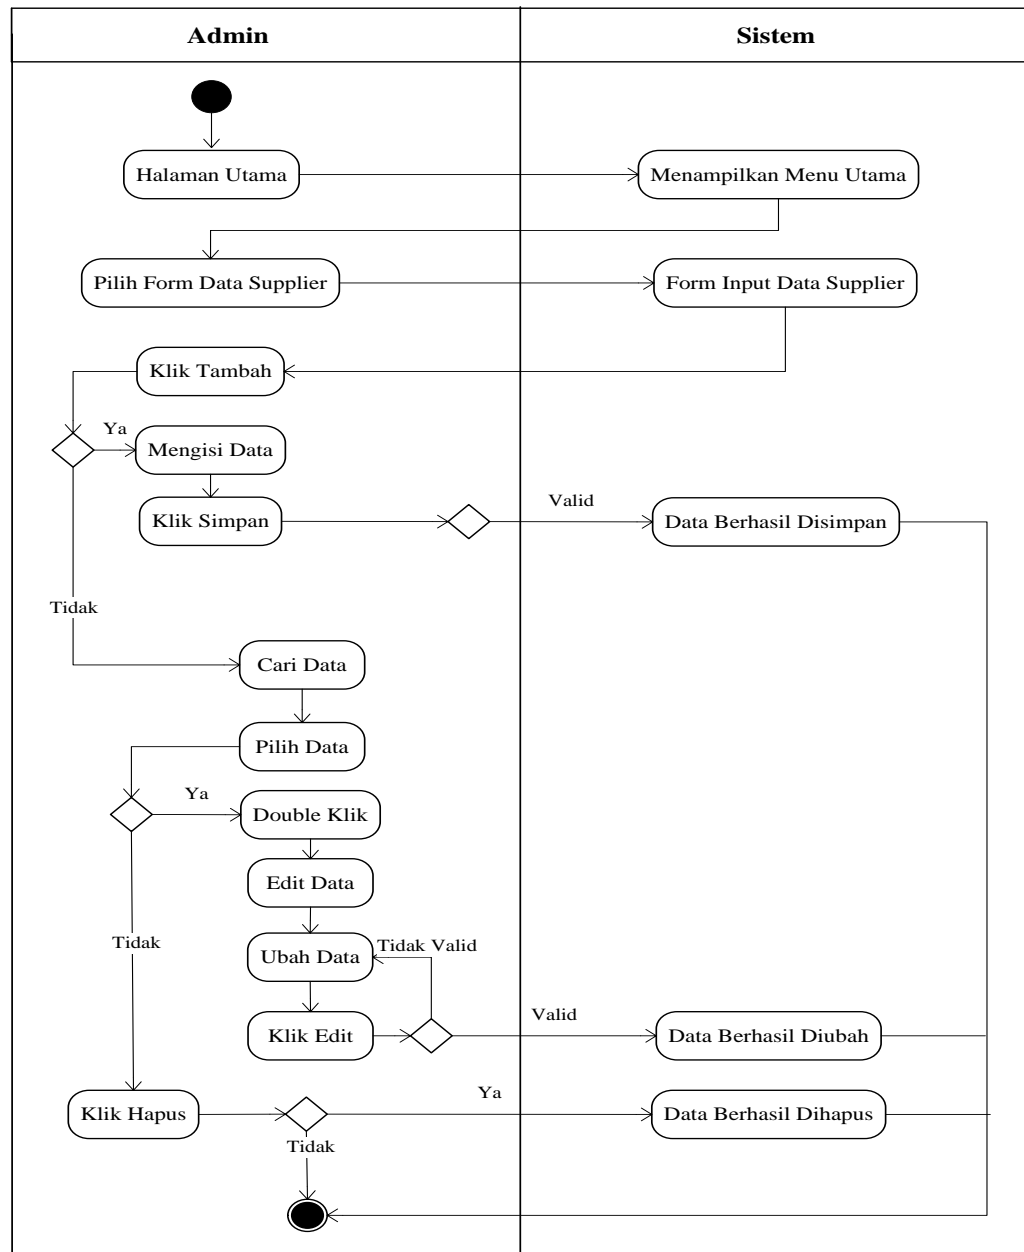 Admin
Sistem
Halaman Utama
Menampilkan Menu Utama
Pilih Form Data Supplier
Form Input Data Supplier
Klik Tambah
Ya
Mengisi Data
Klik Simpan
Valid
Data Berhasil Disimpan
Tidak
Cari Data
Pilih Data
Ya
Double Klik
Edit Data
Tidak
Ubah Data
Tidak Valid
Klik Edit
Valid
Data Berhasil Diubah
Klik Hapus
Ya
Data Berhasil Dihapus
Tidak